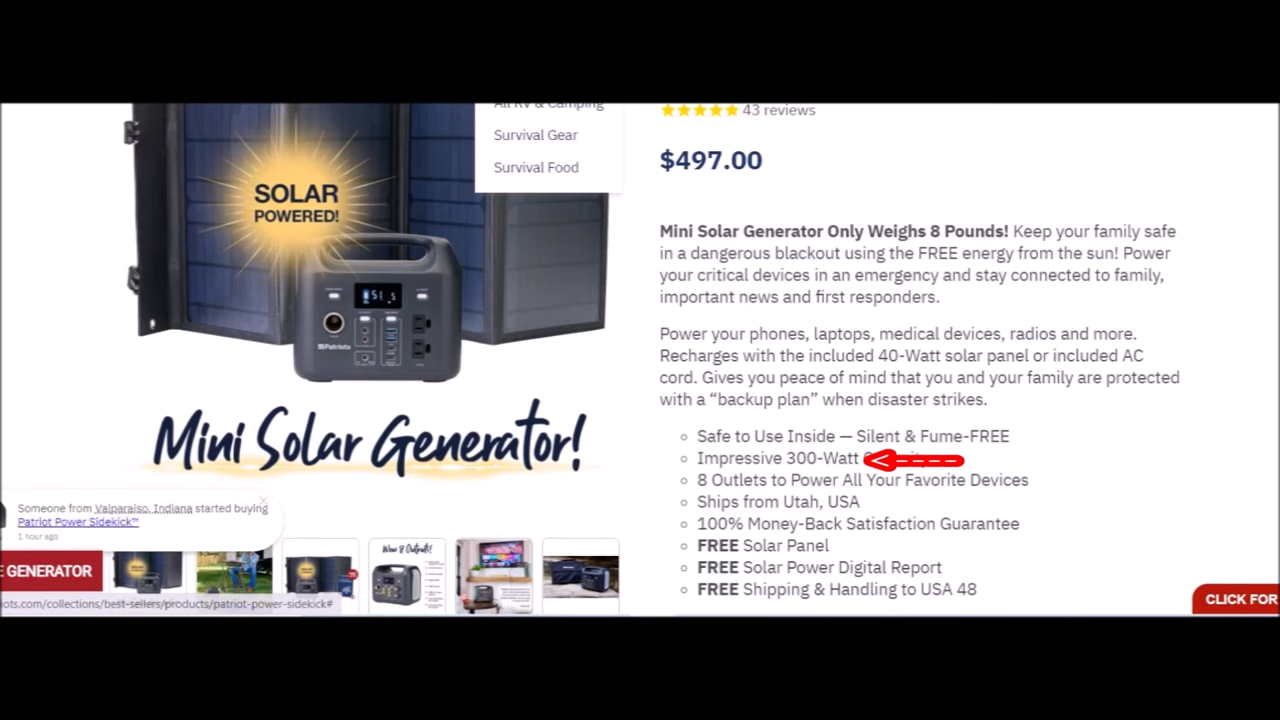 All RV & Camping
Survival Gear
Survival Food
43 reviews
$497.00
SOLAR
POWERED!
Patriots
Mini Solar Generator!
Mini Solar Generator Only Weighs 8 Pounds! Keep your family safe
in a dangerous blackout using the FREE energy from the sun! Power
your critical devices in an emergency and stay connected to family,
important news and first responders.
Power your phones, laptops, medical devices, radios and more.
Recharges with the included 40-Watt solar panel or included AC
cord. Gives you peace of mind that you and your family are protected
with a “backup plan” when disaster strikes.
Safe to Use Inside — Silent & Fume-FREE
Impressive 300-Watt
8 Outlets to Power All Your Favorite Devices
Ships from Utah, USA
100% Money-Back Satisfaction Guarantee
FREE Solar Panel
FREE Solar Power Digital Report
FREE Shipping & Handling to USA 48
Someone from Valparaiso, Indiana started buying
Patriot Power Sidekick™
1 hour ago
E GENERATOR
Wow 8 Outputs!
iots.com/collections/best-sellers/products/patriot-power-sidekick#
CLICK FOR